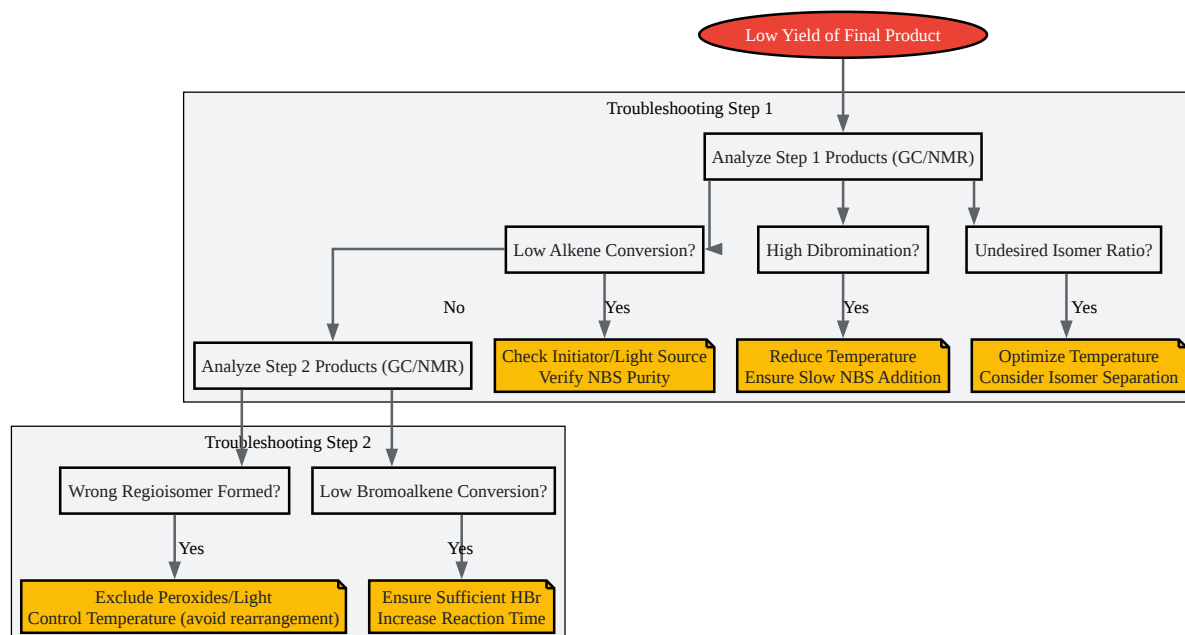 Low Yield of Final Product
Troubleshooting Step 1
Analyze Step 1 Products (GC/NMR)
Low Alkene Conversion?
High Dibromination?
Undesired Isomer Ratio?
No
Yes
Yes
Yes
Analyze Step 2 Products (GC/NMR)
Check Initiator/Light Source
Verify NBS Purity
Reduce Temperature
Ensure Slow NBS Addition
Optimize Temperature
Consider Isomer Separation
Troubleshooting Step 2
Wrong Regioisomer Formed?
Low Bromoalkene Conversion?
Yes
Yes
Exclude Peroxides/Light
Control Temperature (avoid rearrangement)
Ensure Sufficient HBr
Increase Reaction Time